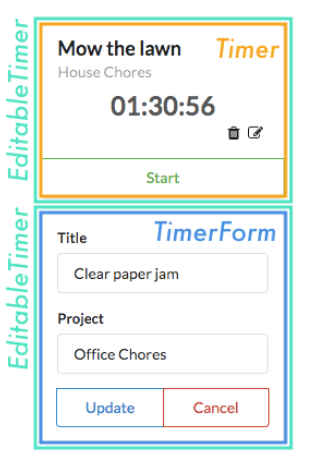 EditableTimer
Mow the lawn
Timer
House Chores
01:30:56
Start
EditableTimer
TimerForm
Title
Clear paper jam
Project
Office Chores
Update
Cancel